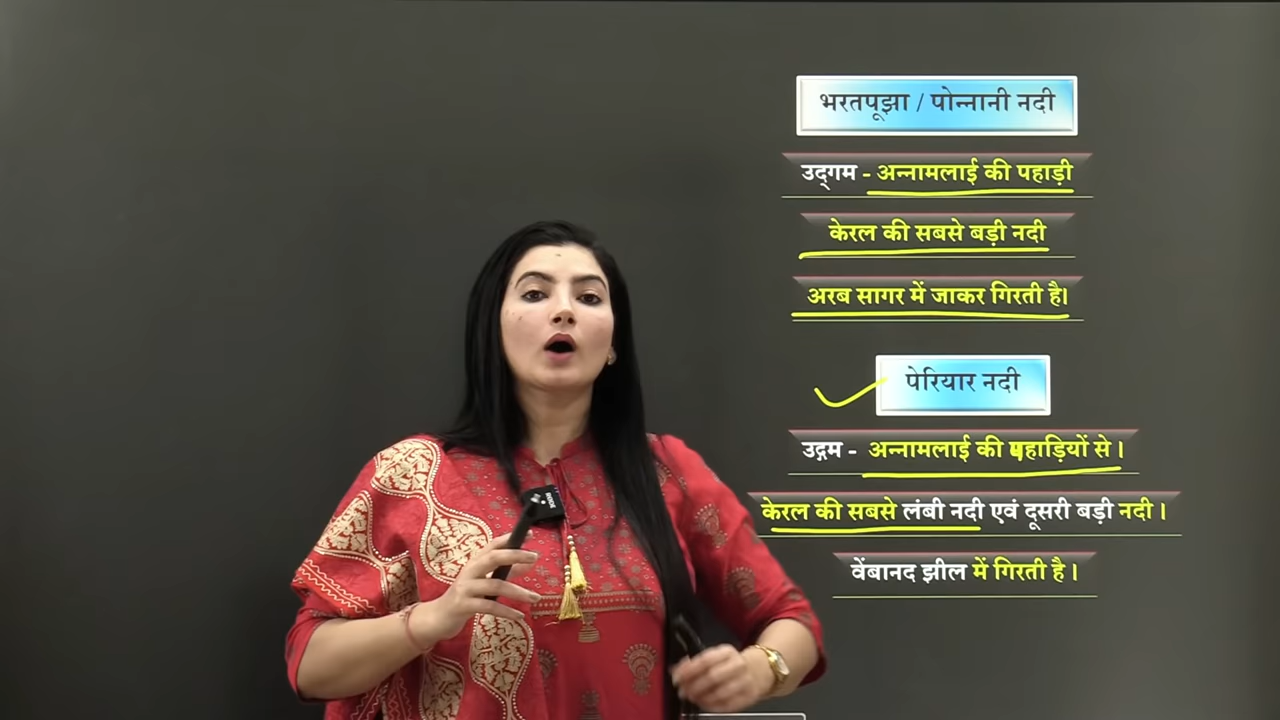 भरतपूझा / पोन्नानी नदी
उद्‌गम - अन्नामलाई की पहाड़ी
केरल की सबसे बड़ी नदी
अरब सागर में जाकर गिरती है।
पेरियार नदी
उद्गम - अन्नामलाई की पहाड़ियों से।
केरल की सबसे लंबी नदी एवं दूसरी बड़ी नदी।
वेंबानद झील में गिरती है।